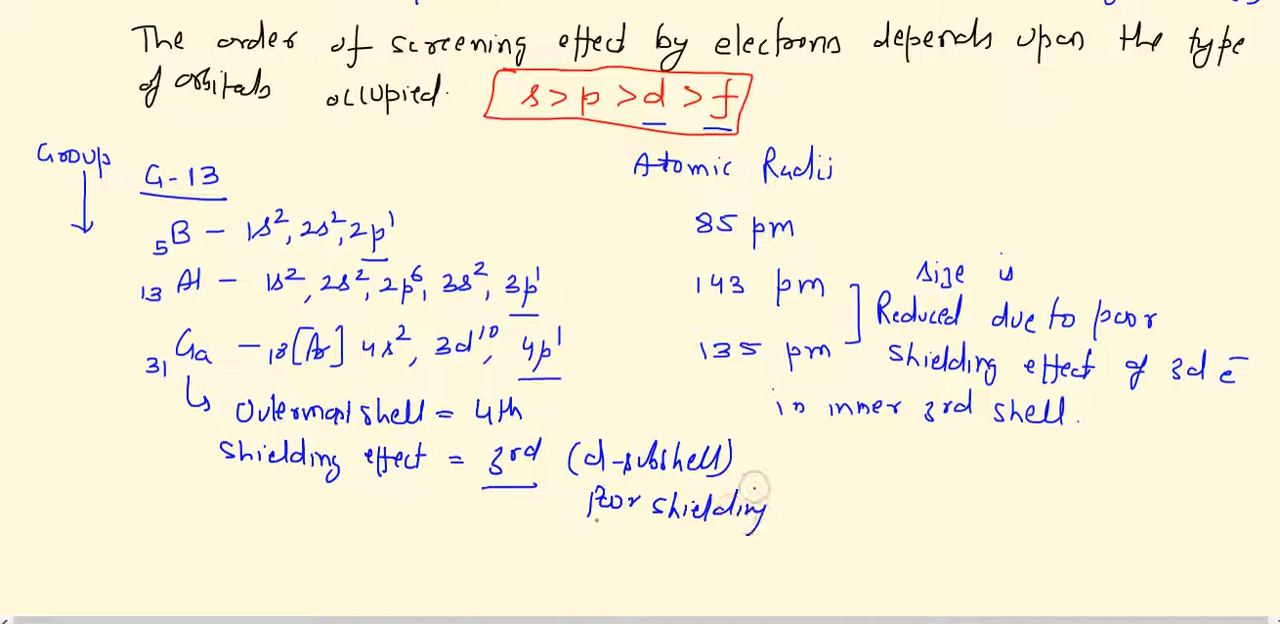 The order of screening effect by electrons depends upon the type
of orbitals occupied. s > p > d > f
Group
G-13
Atomic Radii
₅B – 1s², 2s², 2p¹ 85 pm
₁₃Al – 1s², 2s², 2p⁶, 3s², 3p¹ 143 pm
₃₁Ga – ₁₈[Ar] 4s², 3d¹⁰, 4p¹ 135 pm
size is
Reduced due to poor
shielding effect of 3d e⁻
in inner 3rd shell.
↳ Outermost shell = 4th
Shielding effect = 3rd (d-subshell)
Poor shielding